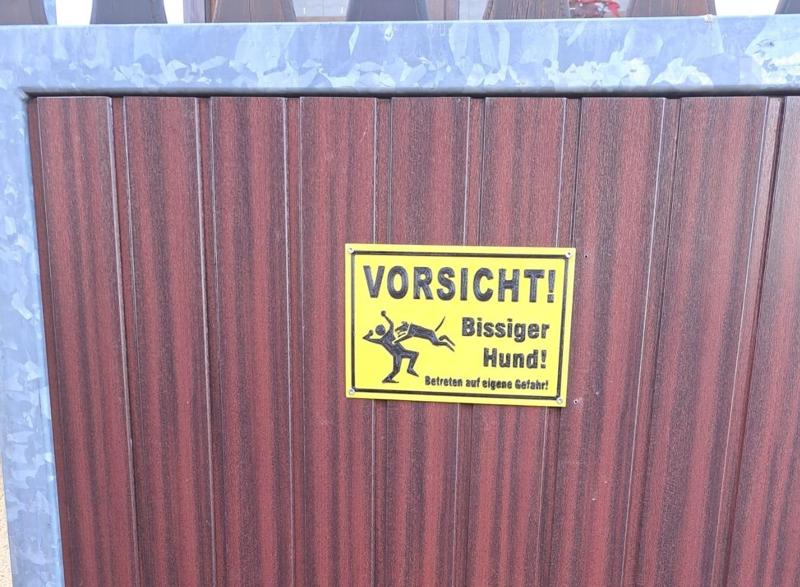 VORSICHT!
Bissiger
Hund!
Betreten auf eigene Gefahr!